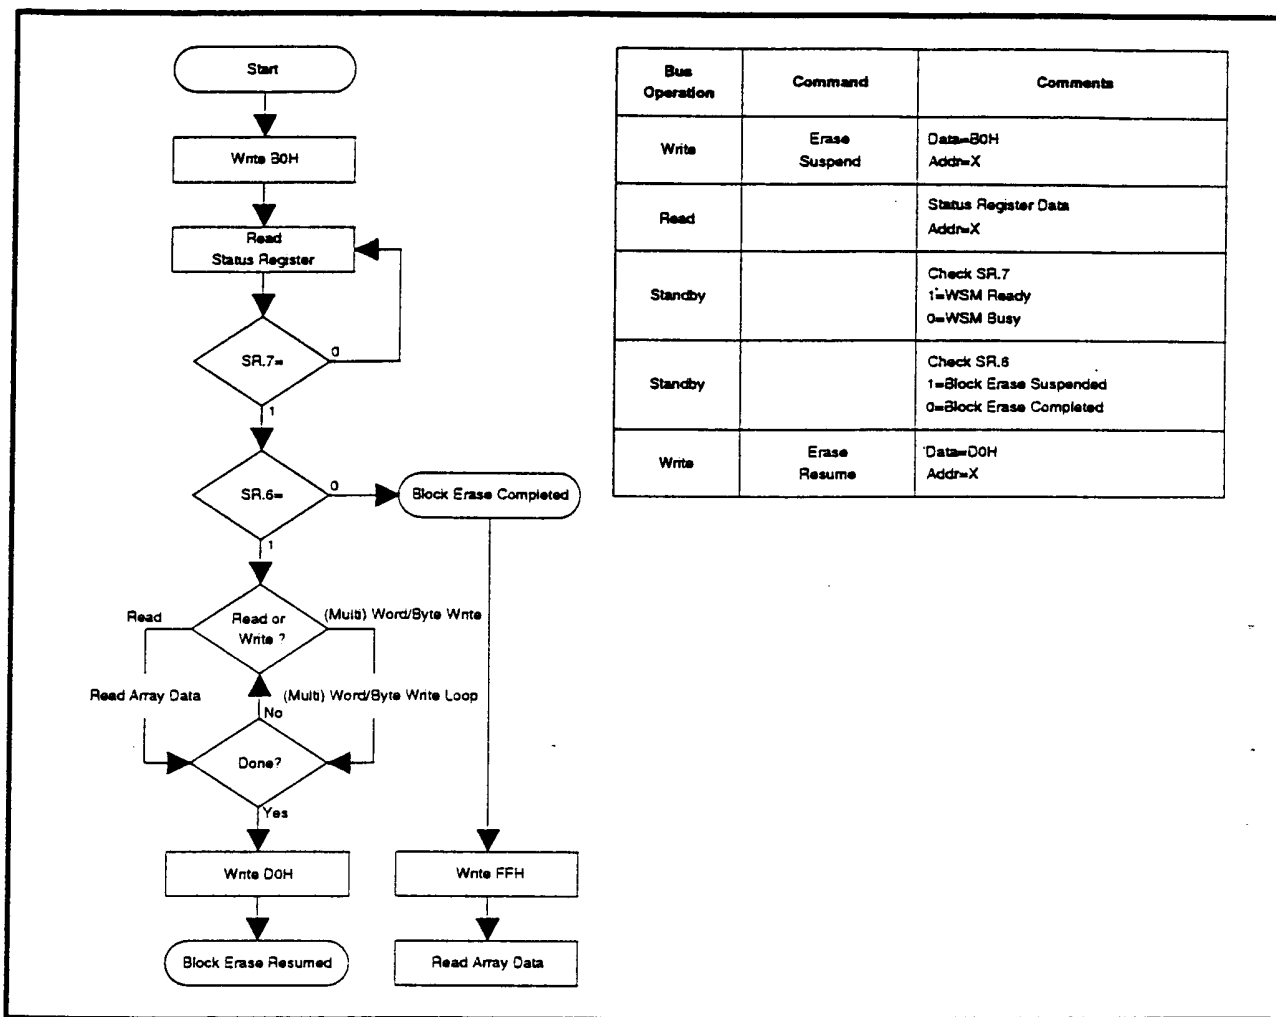 Start
Write B0H
Read
Status Register
SR.7=
0
1
SR.6=
0
Block Erase Completed
1
Read
Read or
Write ?
(Multi) Word/Byte Write
Read Array Data
(Multi) Word/Byte Write Loop
No
Done?
Yes
Write D0H
Write FFH
Block Erase Resumed
Read Array Data
Bus
Operation
Command
Comments
Write
Erase
Suspend
Data=B0H
Addr=X
Read
Status Register Data
Addr=X
Standby
Check SR.7
1=WSM Ready
0=WSM Busy
Standby
Check SR.6
1=Block Erase Suspended
0=Block Erase Completed
Write
Erase
Resume
Data=D0H
Addr=X